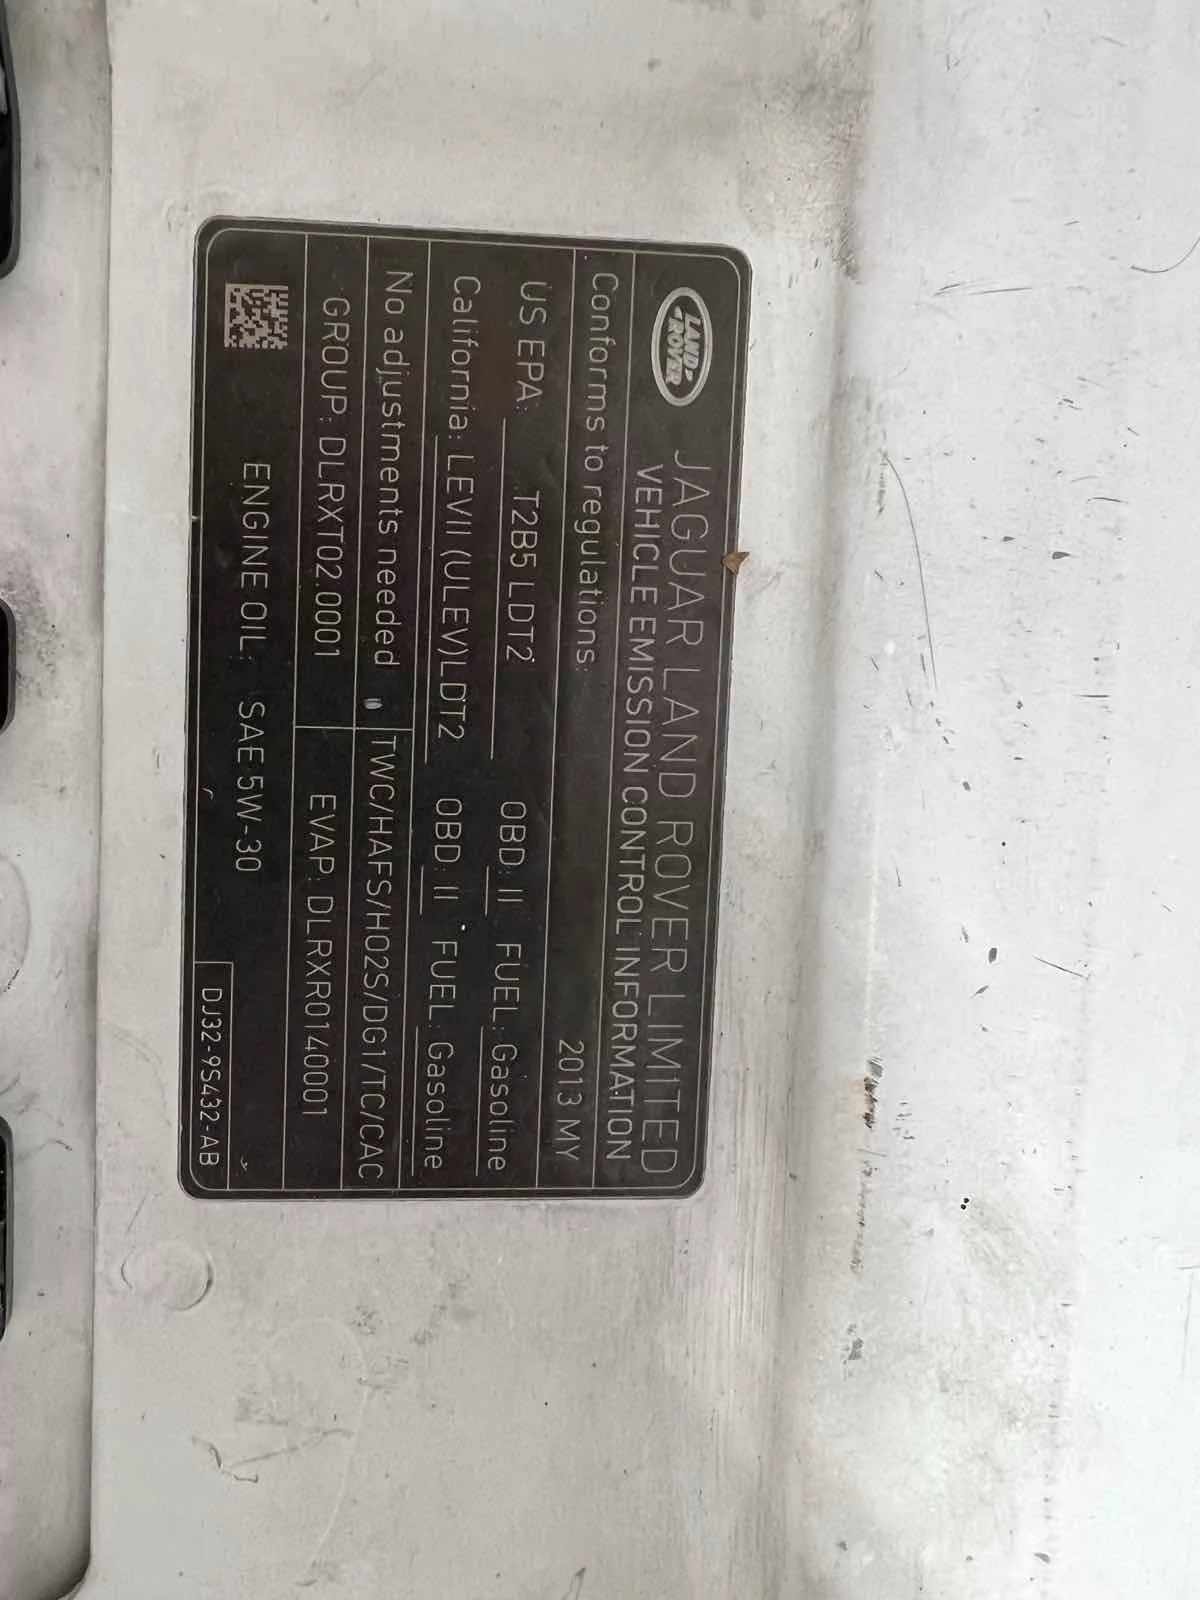 LAND ROVER
JAGUAR LAND ROVER LIMITED
VEHICLE EMISSION CONTROL INFORMATION
Conforms to regulations: 2013 MY
US EPA: T2B5 LDT2 OBD: II FUEL: Gasoline
California: LEVII (ULEV)LDT2 OBD: II FUEL: Gasoline
No adjustments needed TWC/HAFS/HO2S/DG1/TC/CAC
GROUP: DLRXT02.0001 EVAP: DLRXR0140001
ENGINE OIL: SAE 5W-30
DJ32-9S432-AB